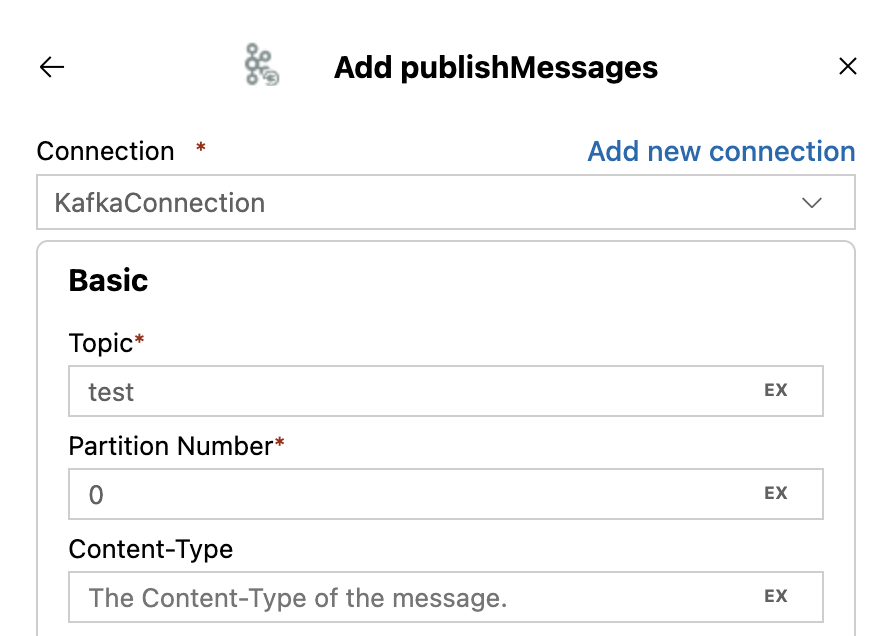 Add publishMessages
Connection *
Add new connection
KafkaConnection
Basic
Topic*
test EX
Partition Number*
0 EX
Content-Type
The Content-Type of the message. EX